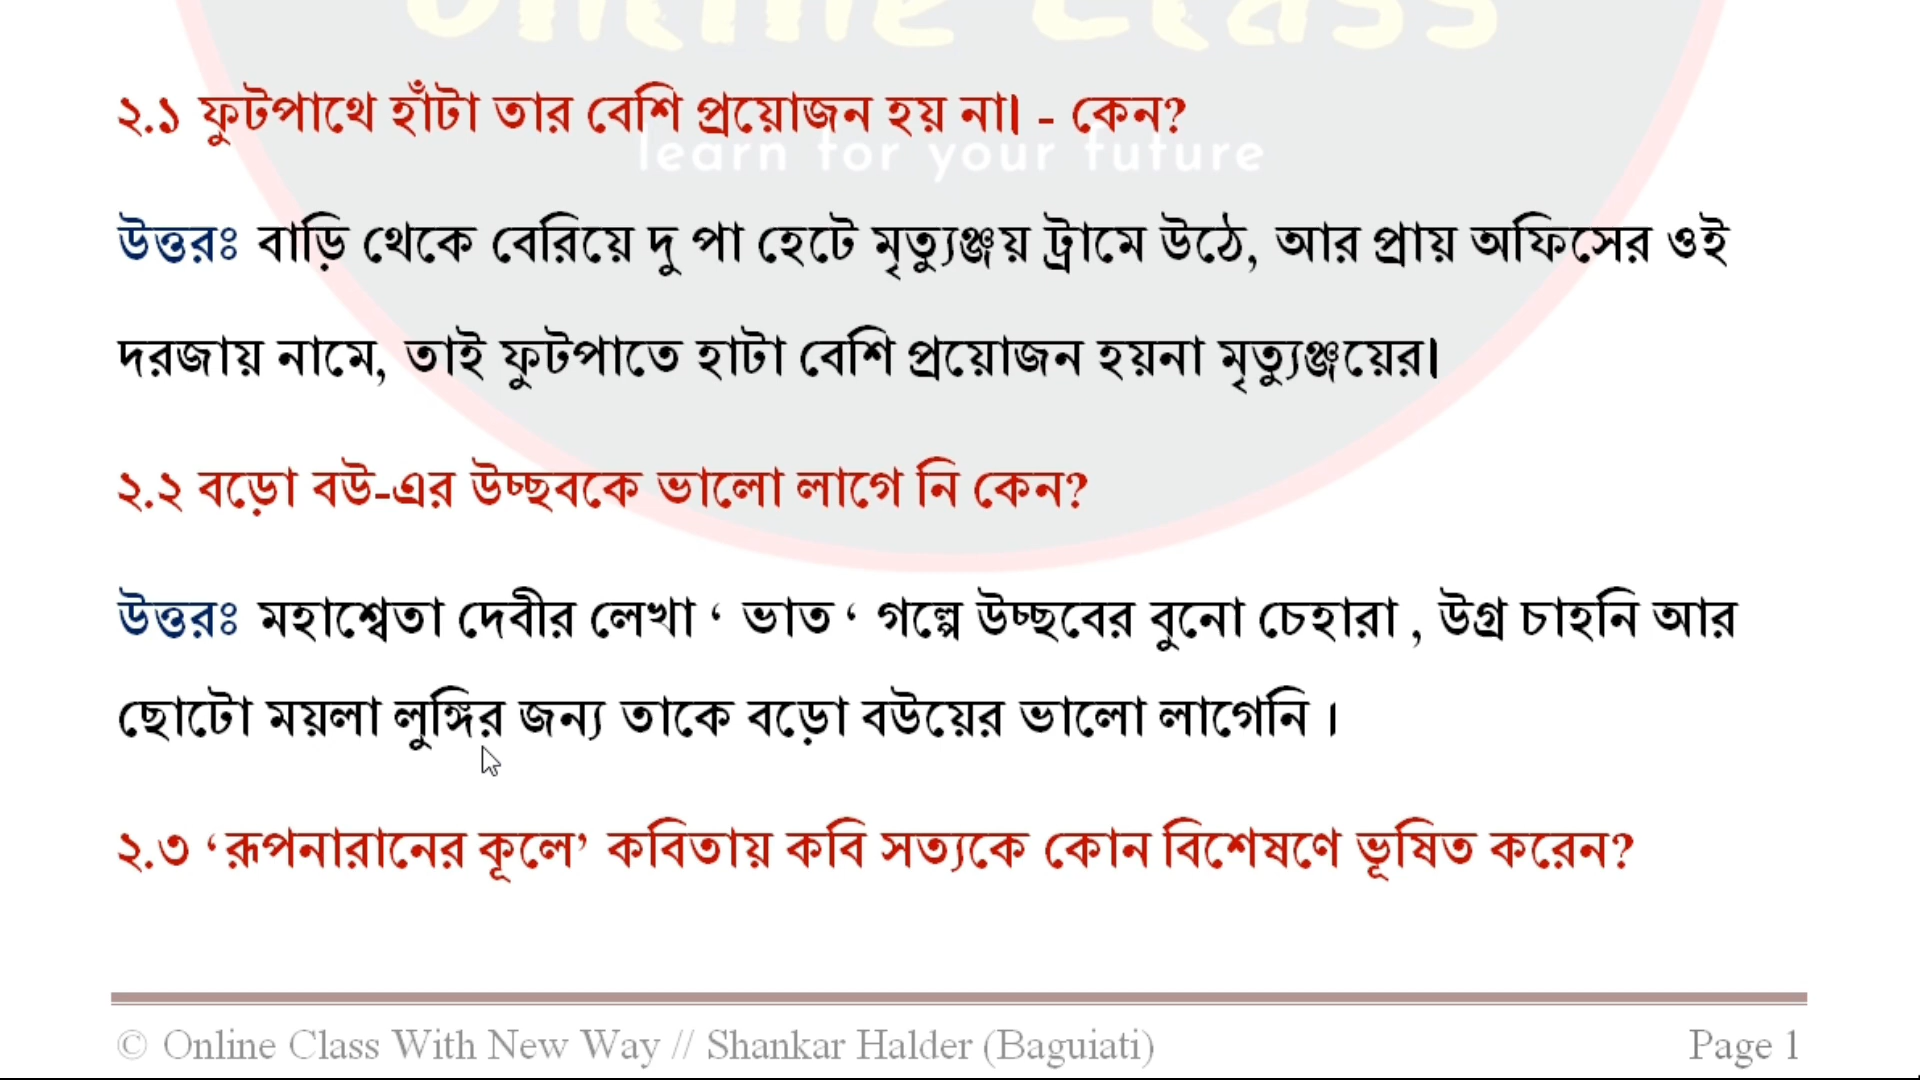 Online Class
২.১ ফুটপাথে হাঁটা তার বেশি প্রয়োজন হয় না। - কেন?
learn for your future
উত্তরঃ বাড়ি থেকে বেরিয়ে দু পা হেটে মৃত্যুঞ্জয় ট্রামে উঠে, আর প্রায় অফিসের ওই
দরজায় নামে, তাই ফুটপাতে হাটা বেশি প্রয়োজন হয়না মৃত্যুঞ্জয়ের।
২.২ বড়ো বউ-এর উচ্ছবকে ভালো লাগে নি কেন?
উত্তরঃ মহাশ্বেতা দেবীর লেখা ‘ ভাত ‘ গল্পে উচ্ছবের বুনো চেহারা , উগ্র চাহনি আর
ছোটো ময়লা লুঙ্গির জন্য তাকে বড়ো বউয়ের ভালো লাগেনি ।
২.৩ ‘রূপনারানের কূলে’ কবিতায় কবি সত্যকে কোন বিশেষণে ভূষিত করেন?
© Online Class With New Way // Shankar Halder (Baguiati) Page 1